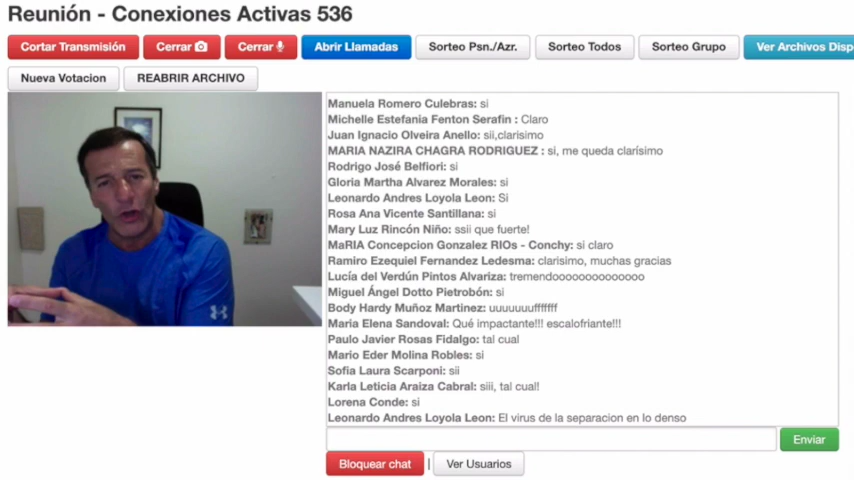 Reunión - Conexiones Activas 536
Cortar Transmisión Cerrar Cerrar Abrir Llamadas Sorteo Psn./Azr. Sorteo Todos Sorteo Grupo Ver Archivos Disp
Nueva Votacion REABRIR ARCHIVO
Manuela Romero Culebras: si
Michelle Estefania Fenton Serafin : Claro
Juan Ignacio Olveira Anello: sii,clarisimo
MARIA NAZIRA CHAGRA RODRIGUEZ : si, me queda clarísimo
Rodrigo José Belfiori: si
Gloria Martha Alvarez Morales: si
Leonardo Andres Loyola Leon: Si
Rosa Ana Vicente Santillana: si
Mary Luz Rincón Niño: ssii que fuerte!
MaRIA Concepcion Gonzalez RIOs - Conchy: si claro
Ramiro Ezequiel Fernandez Ledesma: clarisimo, muchas gracias
Lucía del Verdún Pintos Alvariza: tremendoooooooooooooo
Miguel Ángel Dotto Pietrobón: si
Body Hardy Muñoz Martinez: uuuuuuufffffff
Maria Elena Sandoval: Qué impactante!!! escalofriante!!!
Paulo Javier Rosas Fidalgo: tal cual
Mario Eder Molina Robles: si
Sofia Laura Scarponi: sii
Karla Leticia Araiza Cabral: siii, tal cual!
Lorena Conde: si
Leonardo Andres Loyola Leon: El virus de la separacion en lo denso
Enviar
Bloquear chat | Ver Usuarios